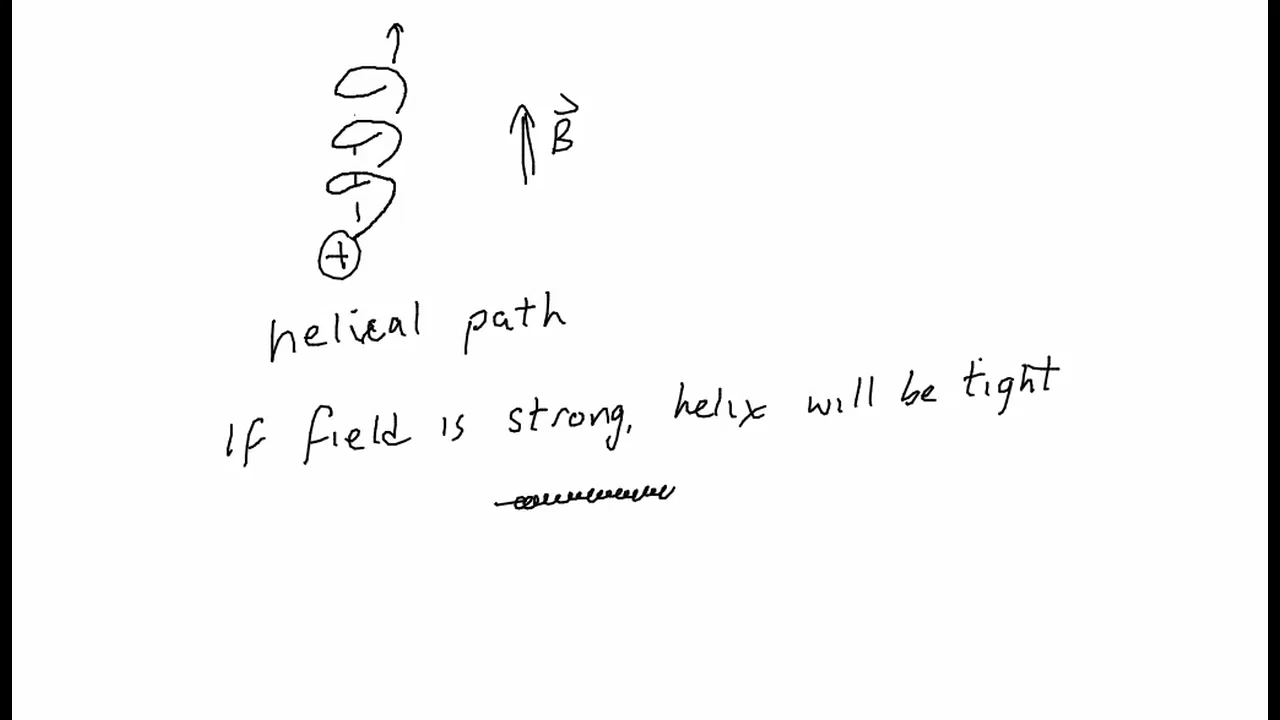 B⃗
+
helical path
If field is strong, helix will be tight